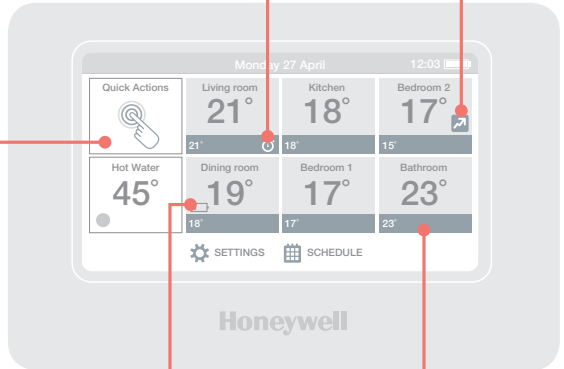 Monday 27 April 12:03
Quick Actions
Living room
21°
21°
Kitchen
18°
18°
Bedroom 2
17°
15°
Hot Water
45°
Dining room
19°
18°
Bedroom 1
17°
17°
Bathroom
23°
23°
SETTINGS SCHEDULE
Honeywell